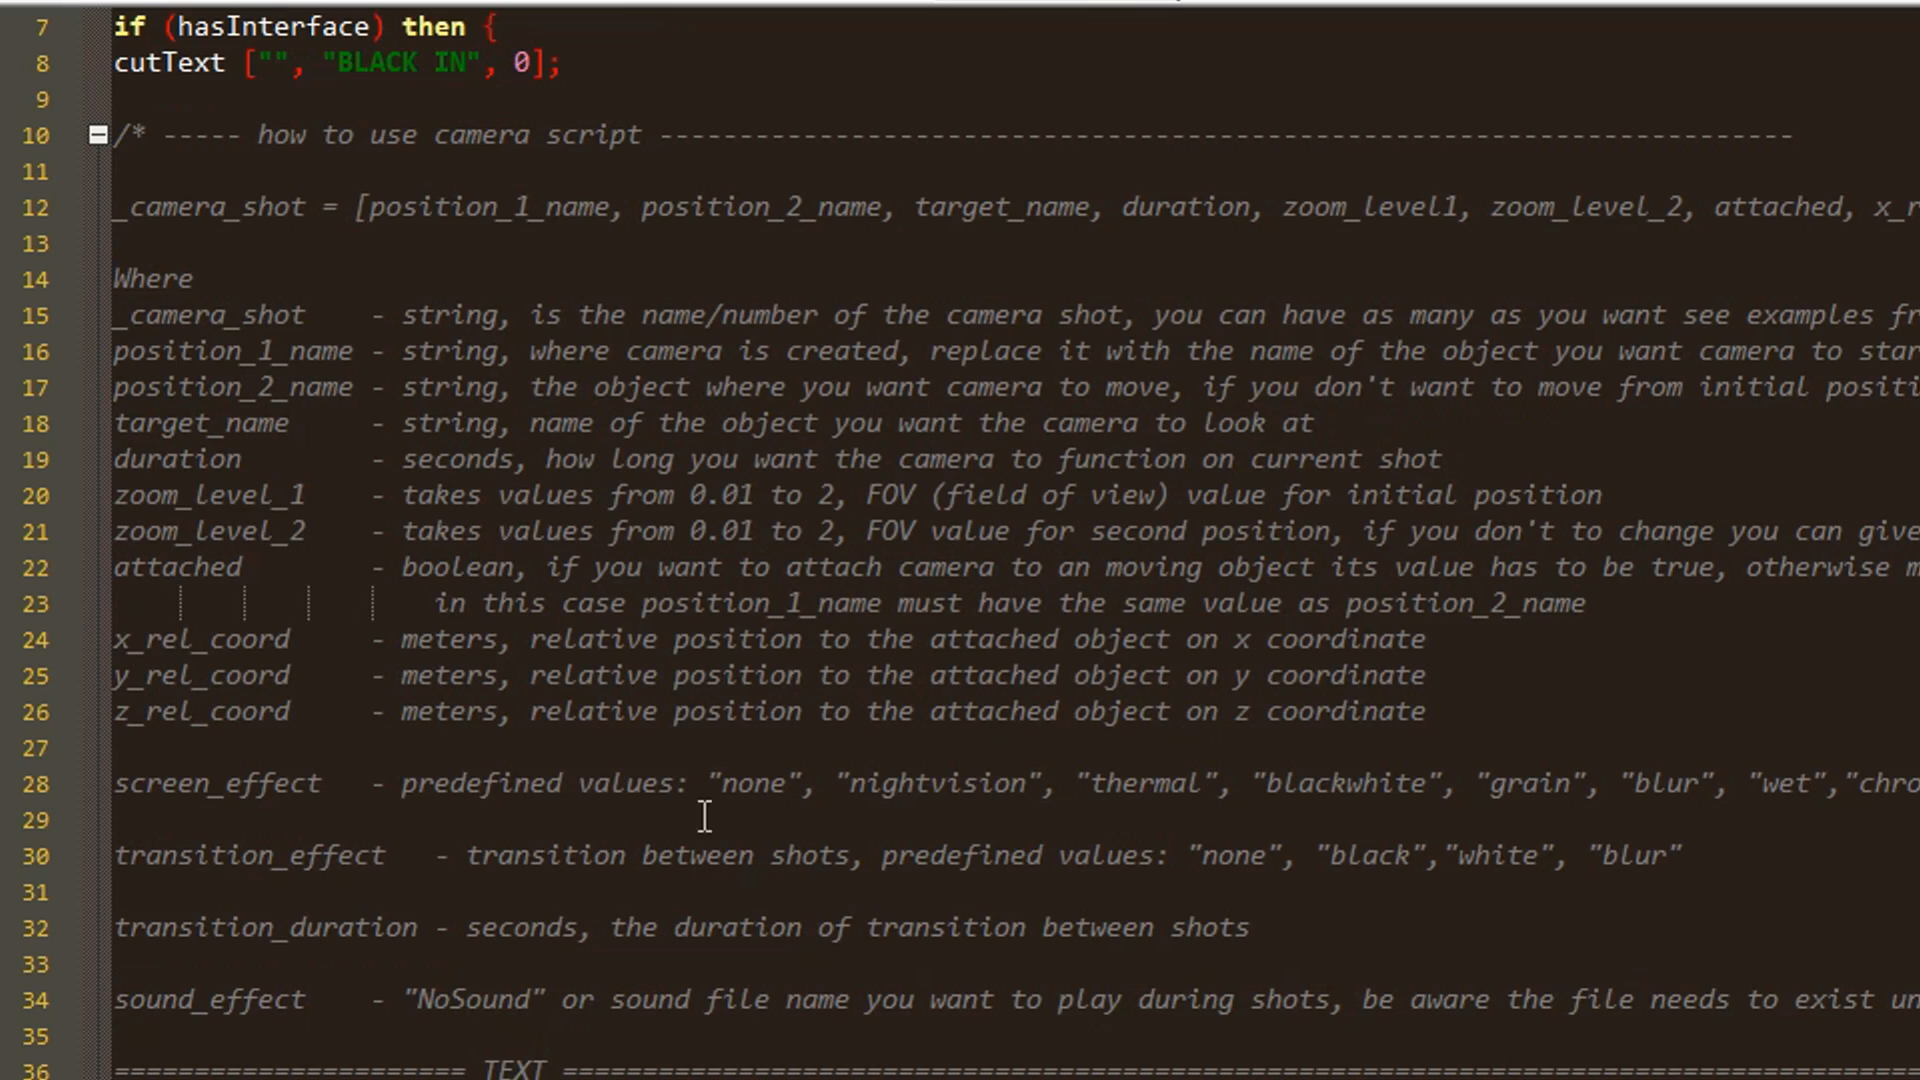 7 if (hasInterface) then {
8 cutText ["", "BLACK IN", 0];
9
10 /* ----- how to use camera script -----------------------------------------------------------------------
11
12 _camera_shot = [position_1_name, position_2_name, target_name, duration, zoom_level1, zoom_level_2, attached,
13
14 Where
15 _camera_shot - string, is the name/number of the camera shot, you can have as many as you want see examples
16 position_1_name - string, where camera is created, replace it with the name of the object you want camera to
17 position_2_name - string, the object where you want camera to move, if you don't want to move from initial
18 target_name - string, name of the object you want the camera to look at
19 duration - seconds, how long you want the camera to function on current shot
20 zoom_level_1 - takes values from 0.01 to 2, FOV (field of view) value for initial position
21 zoom_level_2 - takes values from 0.01 to 2, FOV value for second position, if you don't to change you can give
22 attached - boolean, if you want to attach camera to an moving object its value has to be true, otherwise
23 in this case position_1_name must have the same value as position_2_name
24 x_rel_coord - meters, relative position to the attached object on x coordinate
25 y_rel_coord - meters, relative position to the attached object on y coordinate
26 z_rel_coord - meters, relative position to the attached object on z coordinate
27
28 screen_effect - predefined values: "none", "nightvision", "thermal", "blackwhite", "grain", "blur", "wet",
29
30 transition_effect - transition between shots, predefined values: "none", "black","white", "blur"
31
32 transition_duration - seconds, the duration of transition between shots
33
34 sound_effect - "NoSound" or sound file name you want to play during shots, be aware the file needs to exist
35
36 ====================== TEXT =====================================================================================